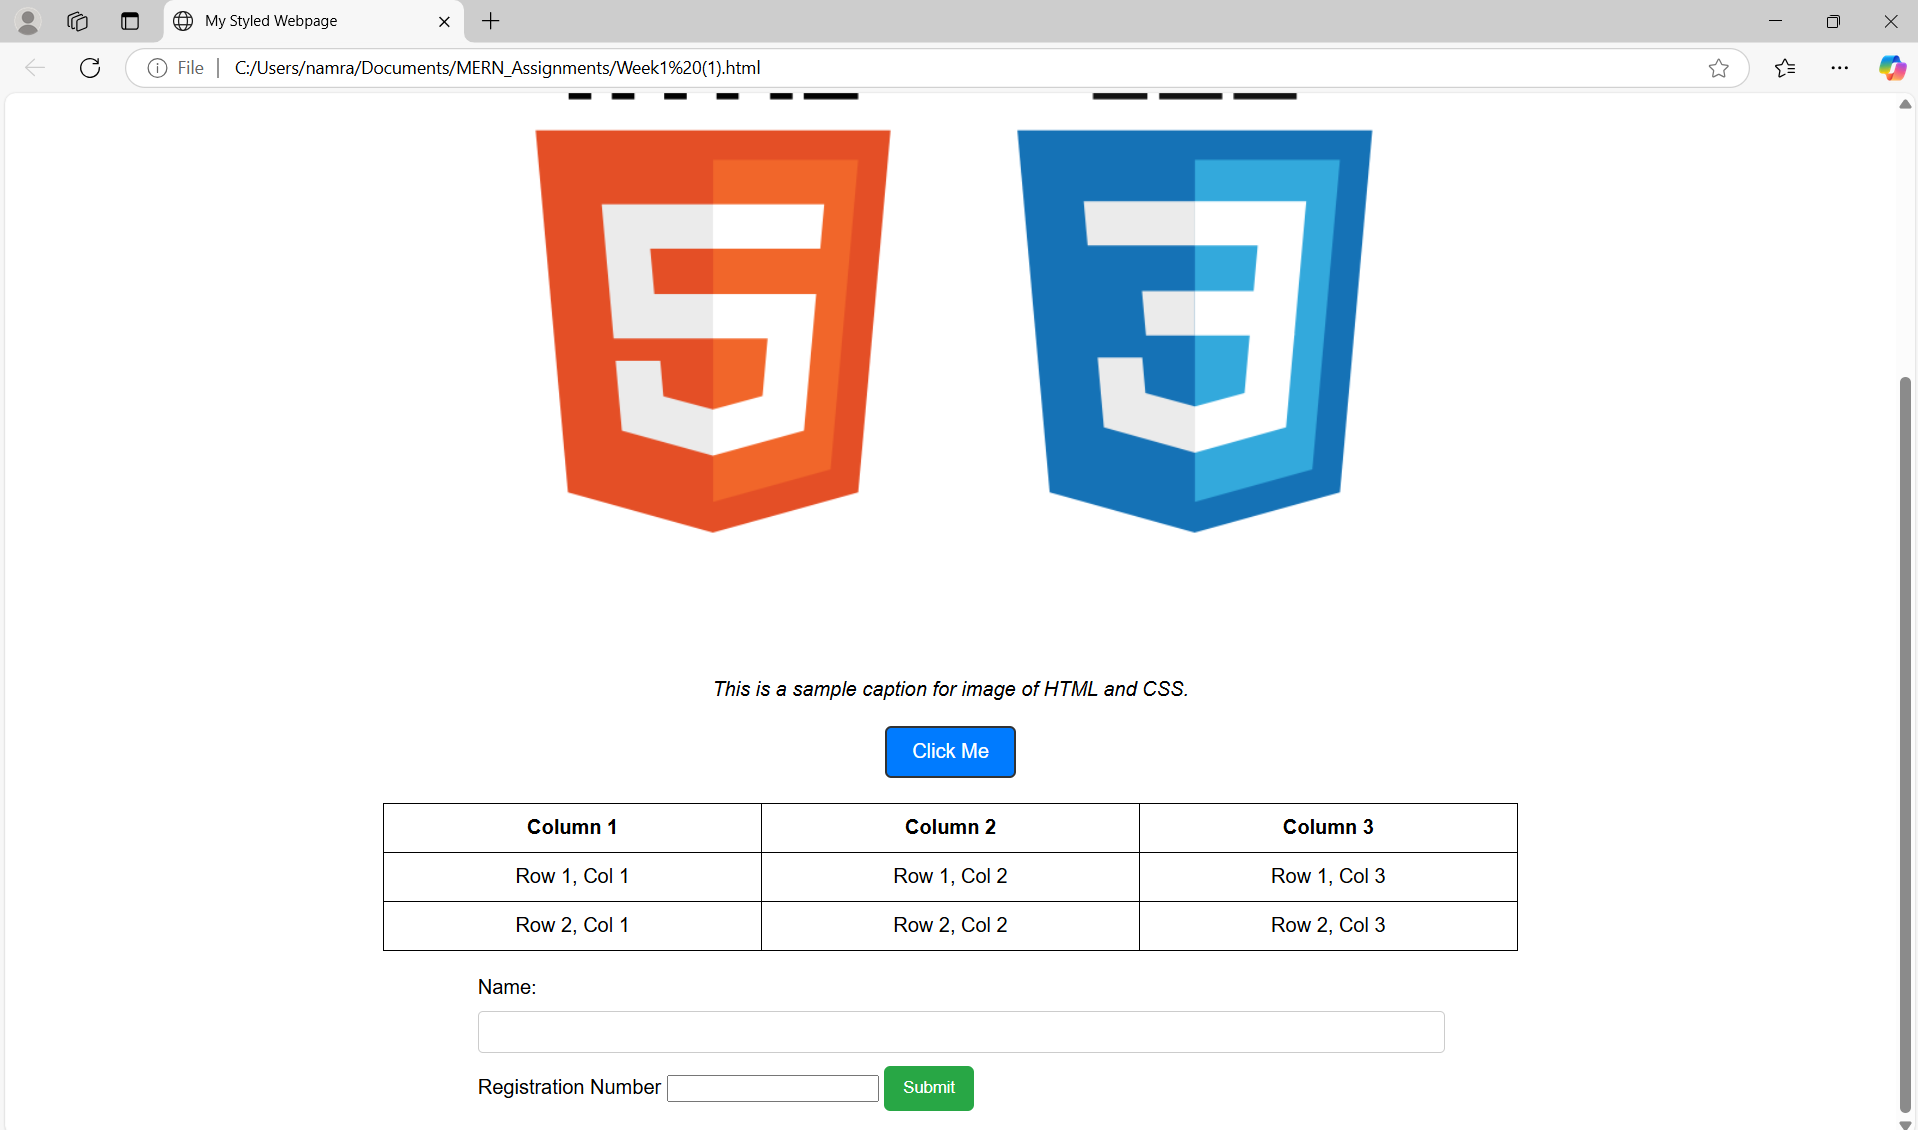 My Styled Webpage
File C:/Users/namra/Documents/MERN_Assignments/Week1%20(1).html
5 3
This is a sample caption for image of HTML and CSS.
Click Me
Column 1 Column 2 Column 3
Row 1, Col 1 Row 1, Col 2 Row 1, Col 3
Row 2, Col 1 Row 2, Col 2 Row 2, Col 3
Name:
Registration Number Submit